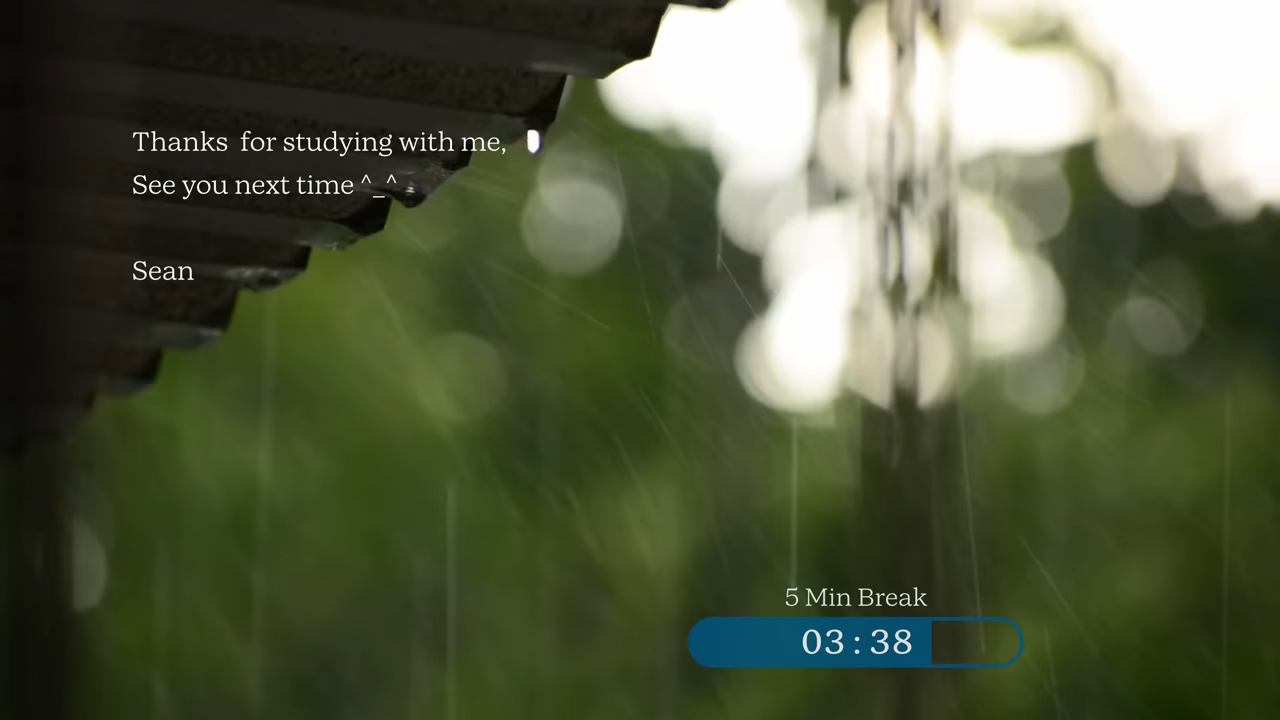 Thanks  for studying with me,
See you next time ^_^
Sean
5 Min Break
03 : 38